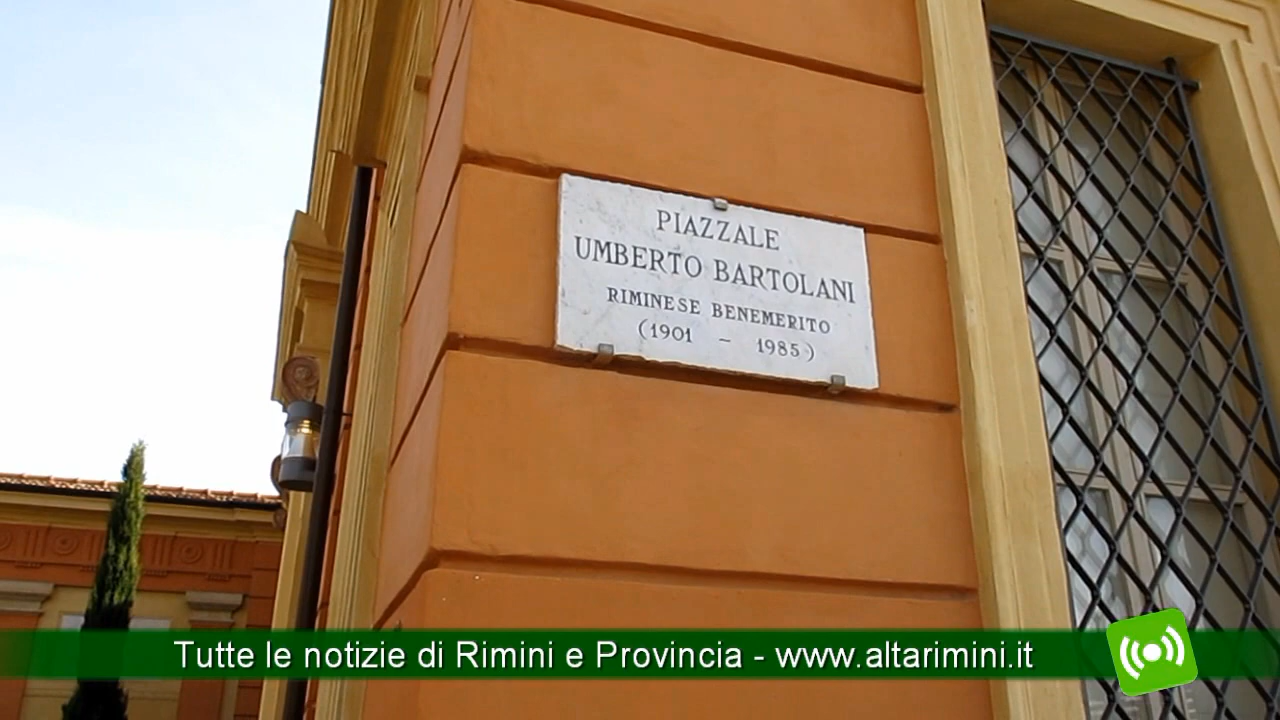 PIAZZALE
UMBERTO BARTOLANI
RIMINESE BENEMERITO
(1901 – 1985)
Tutte le notizie di Rimini e Provincia - www.altarimini.it